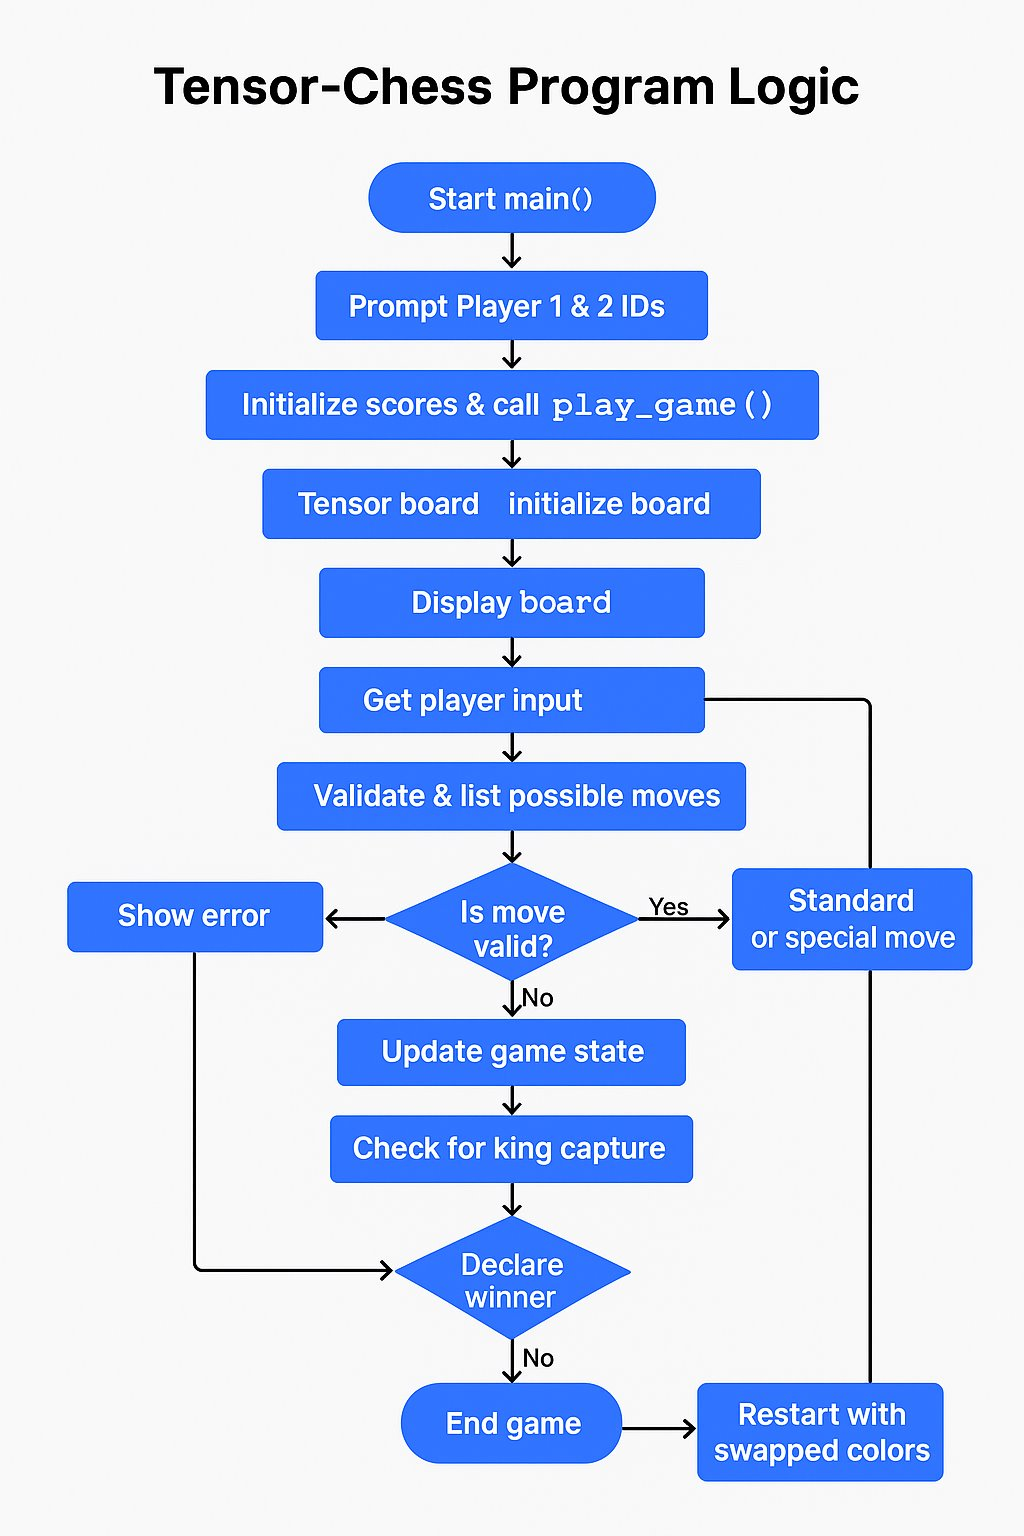 Tensor-Chess Program Logic
Start main()
Prompt Player 1 & 2 IDs
Initialize scores & call play_game()
Tensor board initialize board
Display board
Get player input
Validate & list possible moves
Show error
Is move
valid?
Yes
Standard
or special move
No
Update game state
Check for king capture
Declare
winner
No
End game
Restart with
swapped colors